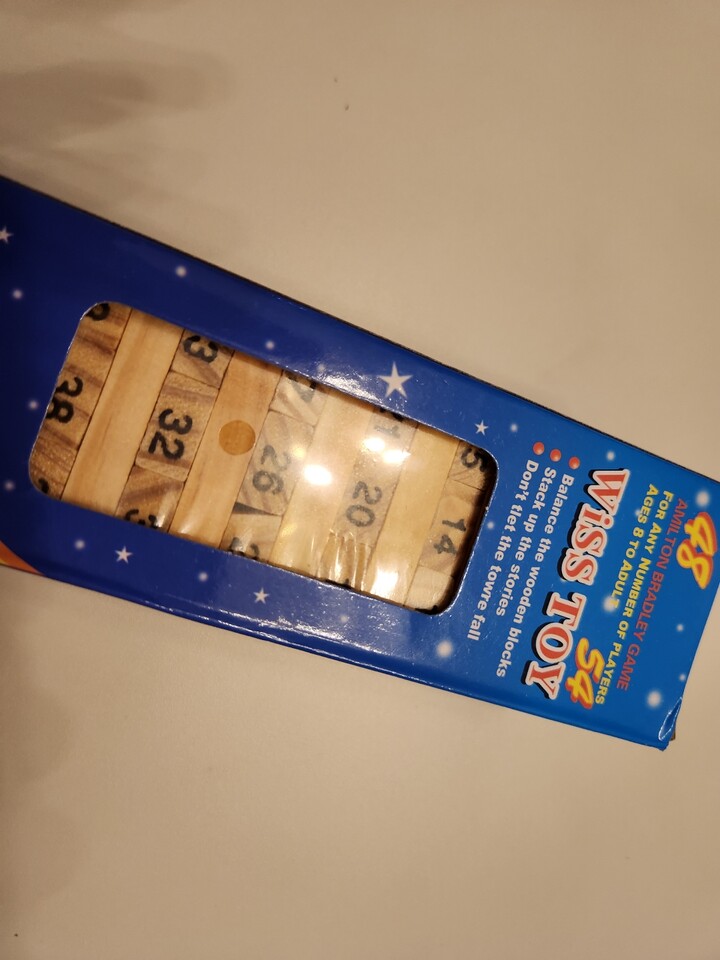 48
AMILTON BRADLEY GAME
FOR ANY NUMBER OF PLAYERS
AGES 8 TO ADUL
54
WiSS TOY
Balance the wooden blocks
Stack up the stories
Don't tlet the towre fall
14
20
26
32
38